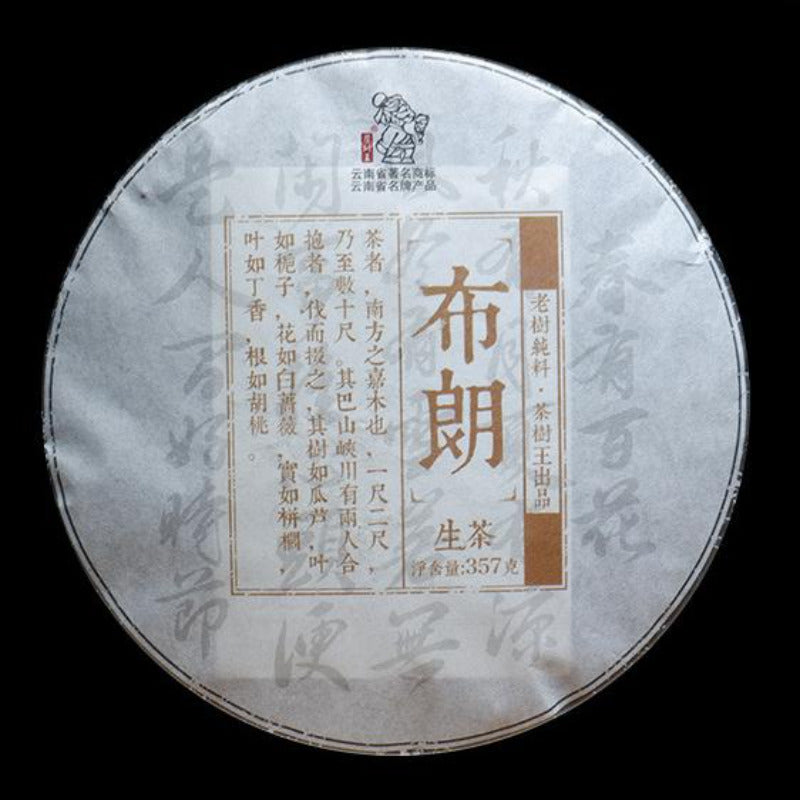 云南省著名商标
云南省名牌产品
老樹純料·茶樹王出品
布朗
生茶
淨含量:357克
茶者，南方之嘉木也，一尺二尺，
乃至數十尺。其巴山峽川有兩人合
抱者，伐而掇之，其樹如瓜芦，叶
如栀子，花如白薔薇，實如栟櫚，
叶如丁香，根如胡桃。
春有百花
是人間好時節